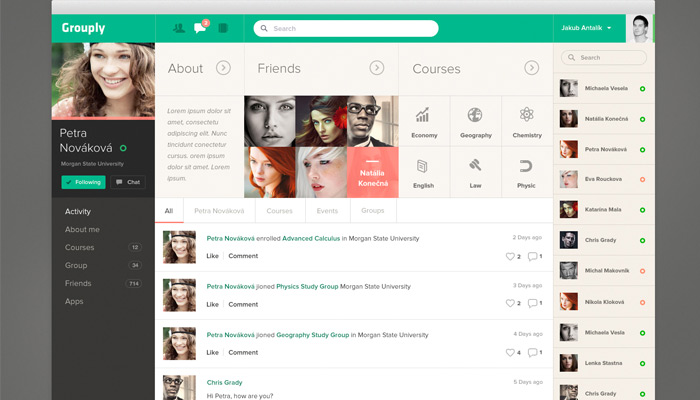 Grouply
2
Search
Jakub Antalík
Petra
Nováková
Morgan State University
Following
Chat
Activity
About me
Courses 12
Group 34
Friends 714
Apps
About
Lorem ipsum dolor sit
amet, consectetu
adipiscing elit. Nunc
tincidunt conectetur
cursus. orem ipsum
dolor sit amet. Lorem
ipsum.
Friends
Natália
Konečná
Courses
Economy
Geography
Chemistry
English
Law
Physic
All
Petra Nováková
Courses
Events
Groups
Petra Nováková enrolled Advanced Calculus in Morgan State University
2 Days ago
Like
Comment
2
1
Petra Nováková jioned Physics Study Group Morgan State University
3 Days ago
Like
Comment
2
1
Petra Nováková jioned Geography Study Group in Morgan State University
4 Days ago
Like
Comment
4
1
Chris Grady
5 Days ago
Hi Petra, how are you?
Search
Michaela Vesela
Natália Konečná
Petra Nováková
Eva Rouckova
Katarina Mala
Chris Grady
Michal Makovník
Nikola Kloková
Michaela Vesla
Lenka Stastna
Chris Grady